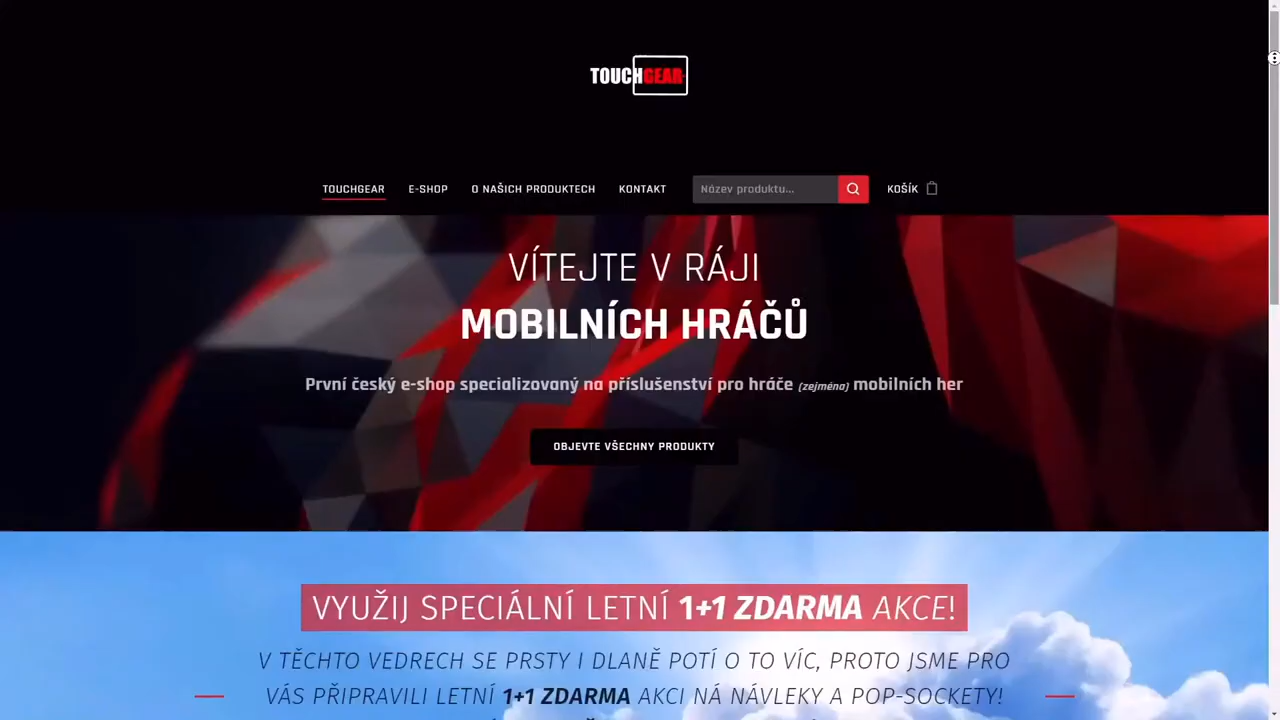 TOUCHGEAR
TOUCHGEAR E-SHOP O NAŠICH PRODUKTECH KONTAKT Název produktu... KOŠÍK
VÍTEJTE V RÁJI
MOBILNÍCH HRÁČŮ
První český e-shop specializovaný na příslušenství pro hráče (zejména) mobilních her
OBJEVTE VŠECHNY PRODUKTY
VYUŽIJ SPECIÁLNÍ LETNÍ 1+1 ZDARMA AKCE!
V TĚCHTO VEDRECH SE PRSTY I DLANĚ POTÍ O TO VÍC, PROTO JSME PRO
VÁS PŘIPRAVILI LETNÍ 1+1 ZDARMA AKCI NÁ NÁVLEKY A POP-SOCKETY!